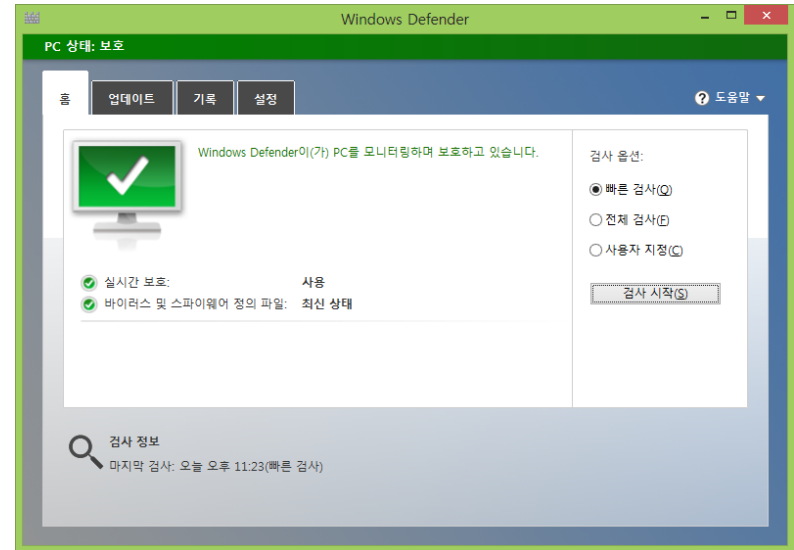 Windows Defender
PC 상태: 보호
홈 업데이트 기록 설정 도움말
Windows Defender이(가) PC를 모니터링하며 보호하고 있습니다.
실시간 보호: 사용
바이러스 및 스파이웨어 정의 파일: 최신 상태
검사 옵션:
빠른 검사(Q)
전체 검사(F)
사용자 지정(C)
검사 시작(S)
검사 정보
마지막 검사: 오늘 오후 11:23(빠른 검사)